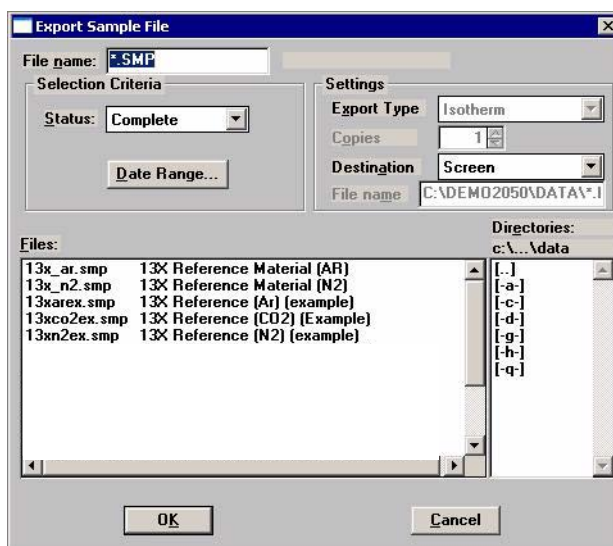 Export Sample File
File name: *.SMP
Selection Criteria
Status: Complete
Date Range...
Settings
Export Type Isotherm
Copies 1
Destination Screen
File name C:\DEMO2050\DATA\*.I
Files:
13x_ar.smp 13X Reference Material (AR)
13x_n2.smp 13X Reference Material (N2)
13xarex.smp 13X Reference (Ar) (example)
13xco2ex.smp 13X Reference (CO2) (Example)
13xn2ex.smp 13X Reference (N2) (example)
Directories:
c:\...\data
[..]
[-a-]
[-c-]
[-d-]
[-g-]
[-h-]
[-q-]
OK
Cancel